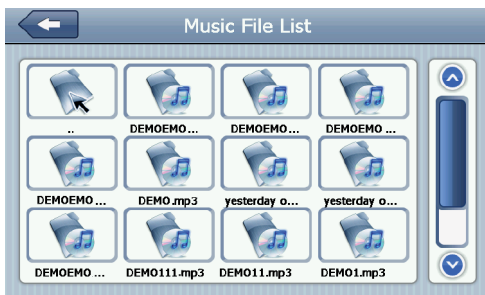 Music File List
..
DEMOEMO...
DEMOEMO...
DEMOEMO ...
DEMOEMO ...
DEMO.mp3
yesterday o...
yesterday o...
DEMOEMO ...
DEMO111.mp3
DEMO11.mp3
DEMO1.mp3